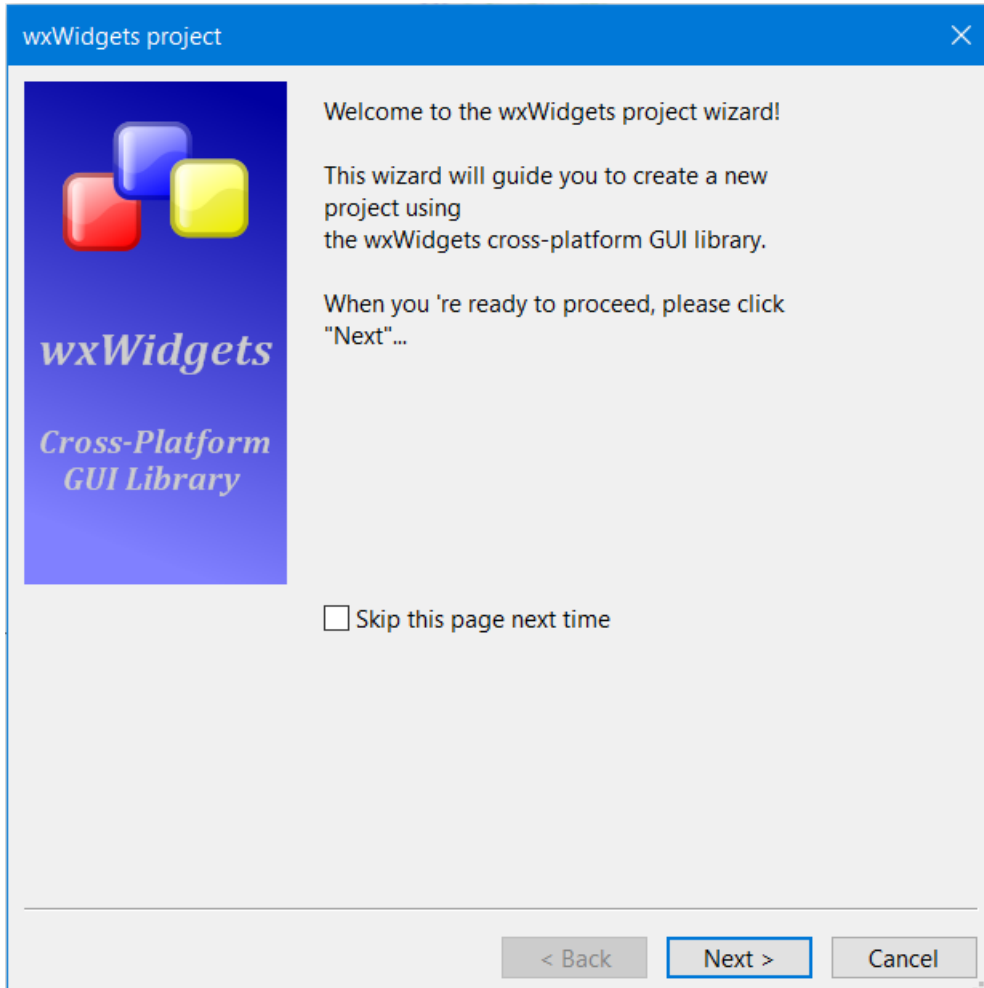 wxWidgets project
wxWidgets
Cross-Platform
GUI Library
Welcome to the wxWidgets project wizard!
This wizard will guide you to create a new
project using
the wxWidgets cross-platform GUI library.
When you 're ready to proceed, please click
"Next"...
Skip this page next time
< Back
Next >
Cancel